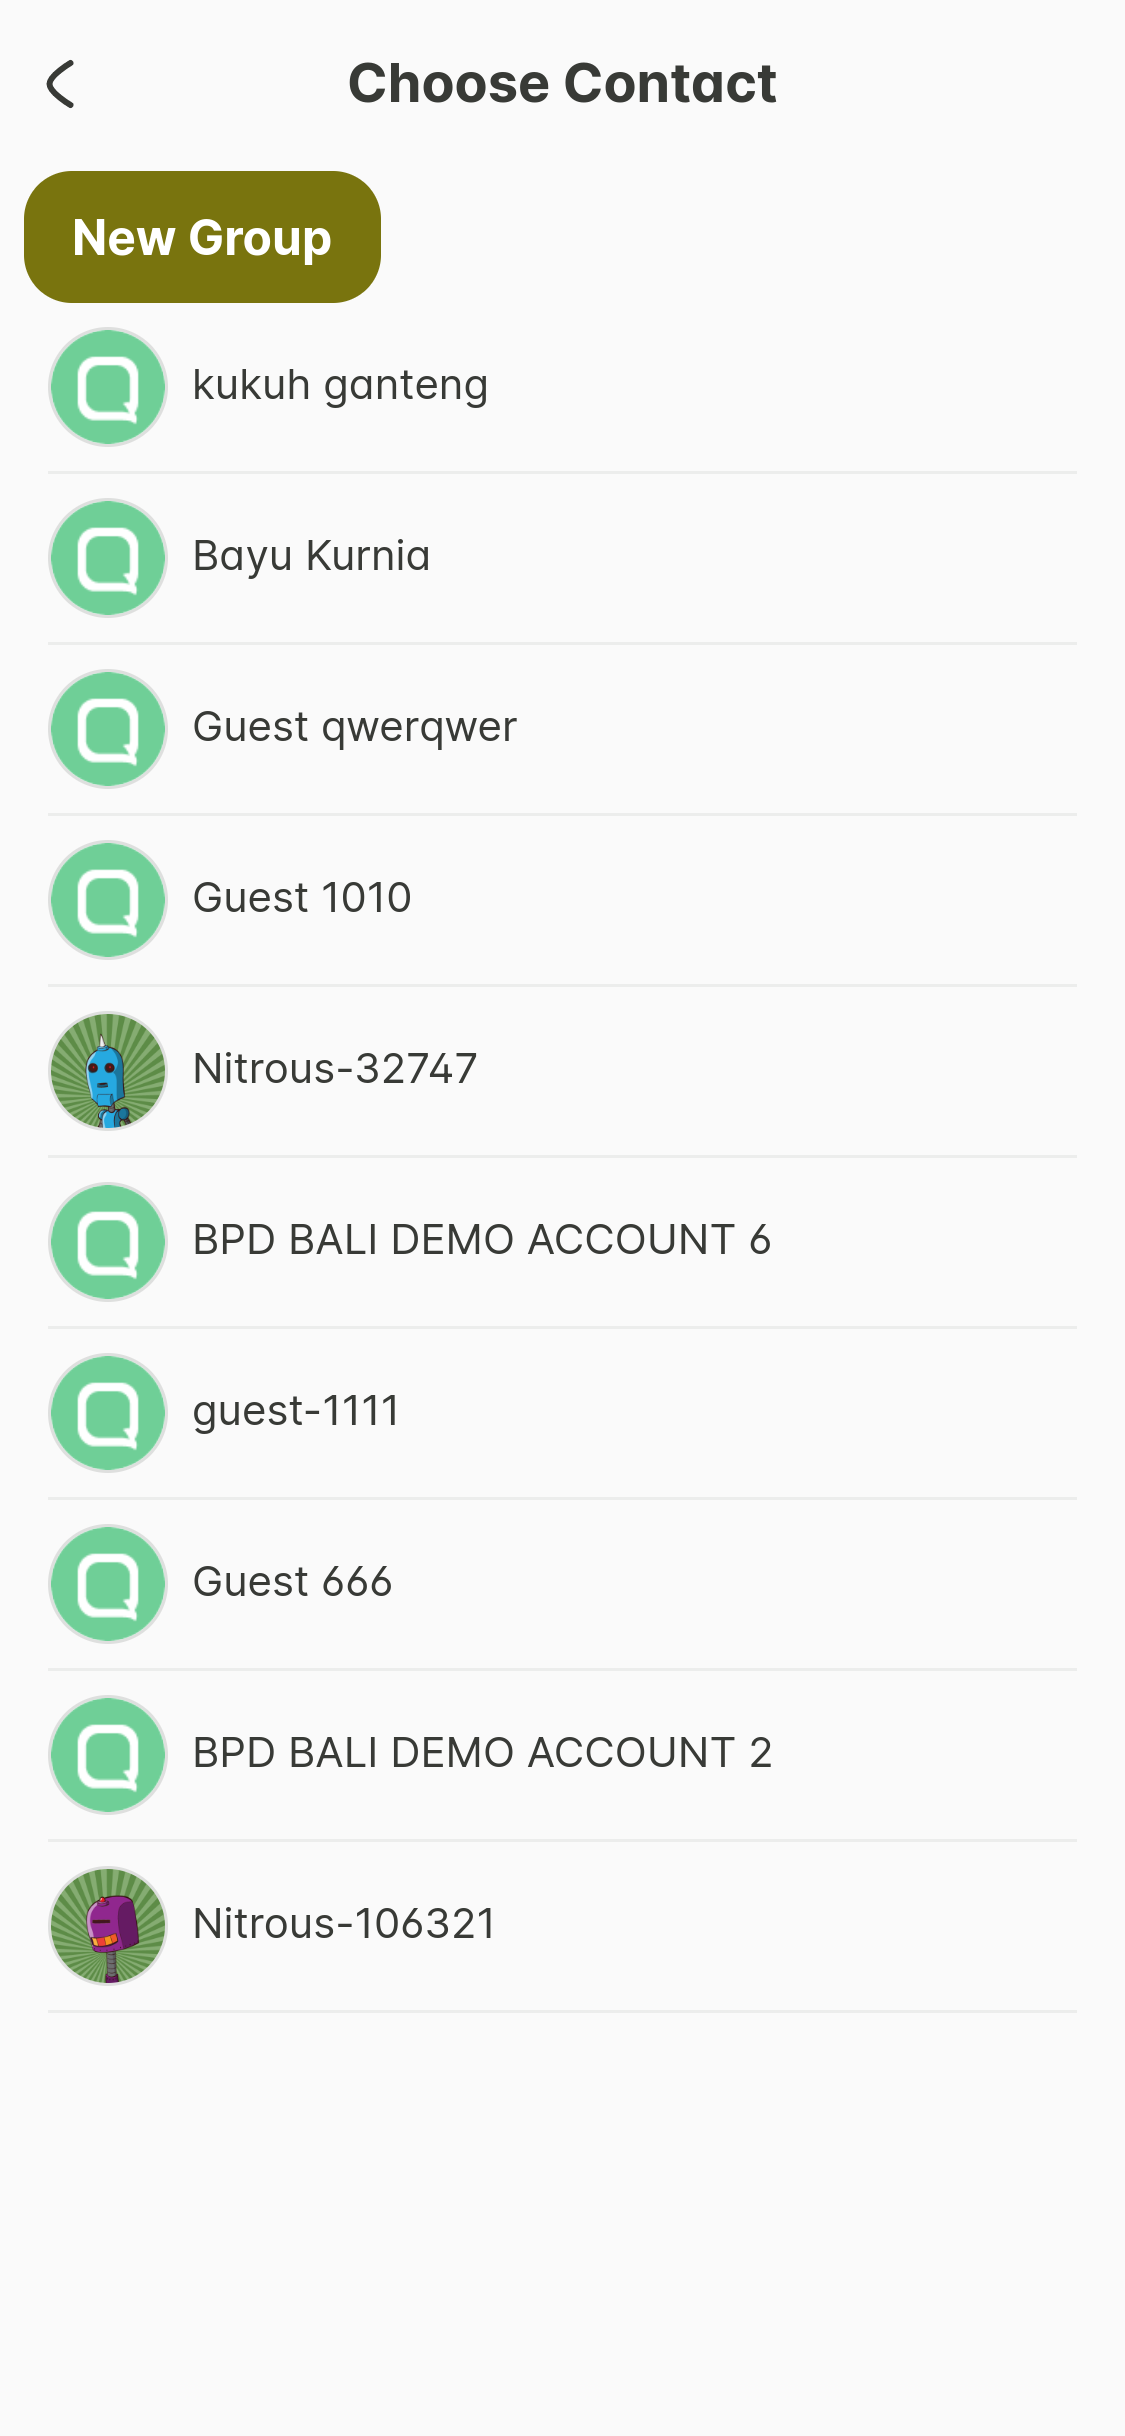 Choose Contact
New Group
kukuh ganteng
Bayu Kurnia
Guest qwerqwer
Guest 1010
Nitrous-32747
BPD BALI DEMO ACCOUNT 6
guest-1111
Guest 666
BPD BALI DEMO ACCOUNT 2
Nitrous-106321